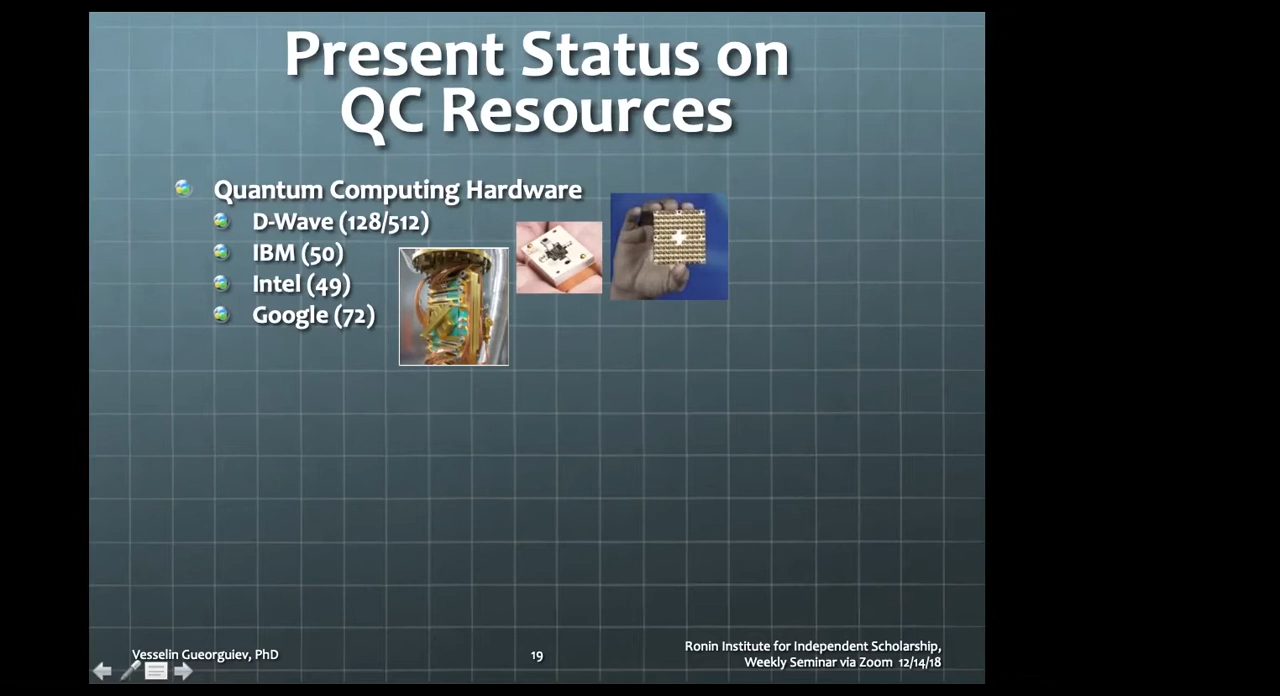 Present Status on
QC Resources
Quantum Computing Hardware
D-Wave (128/512)
IBM (50)
Intel (49)
Google (72)
Vesselin Gueorguiev, PhD
19
Ronin Institute for Independent Scholarship,
Weekly Seminar via Zoom 12/14/18